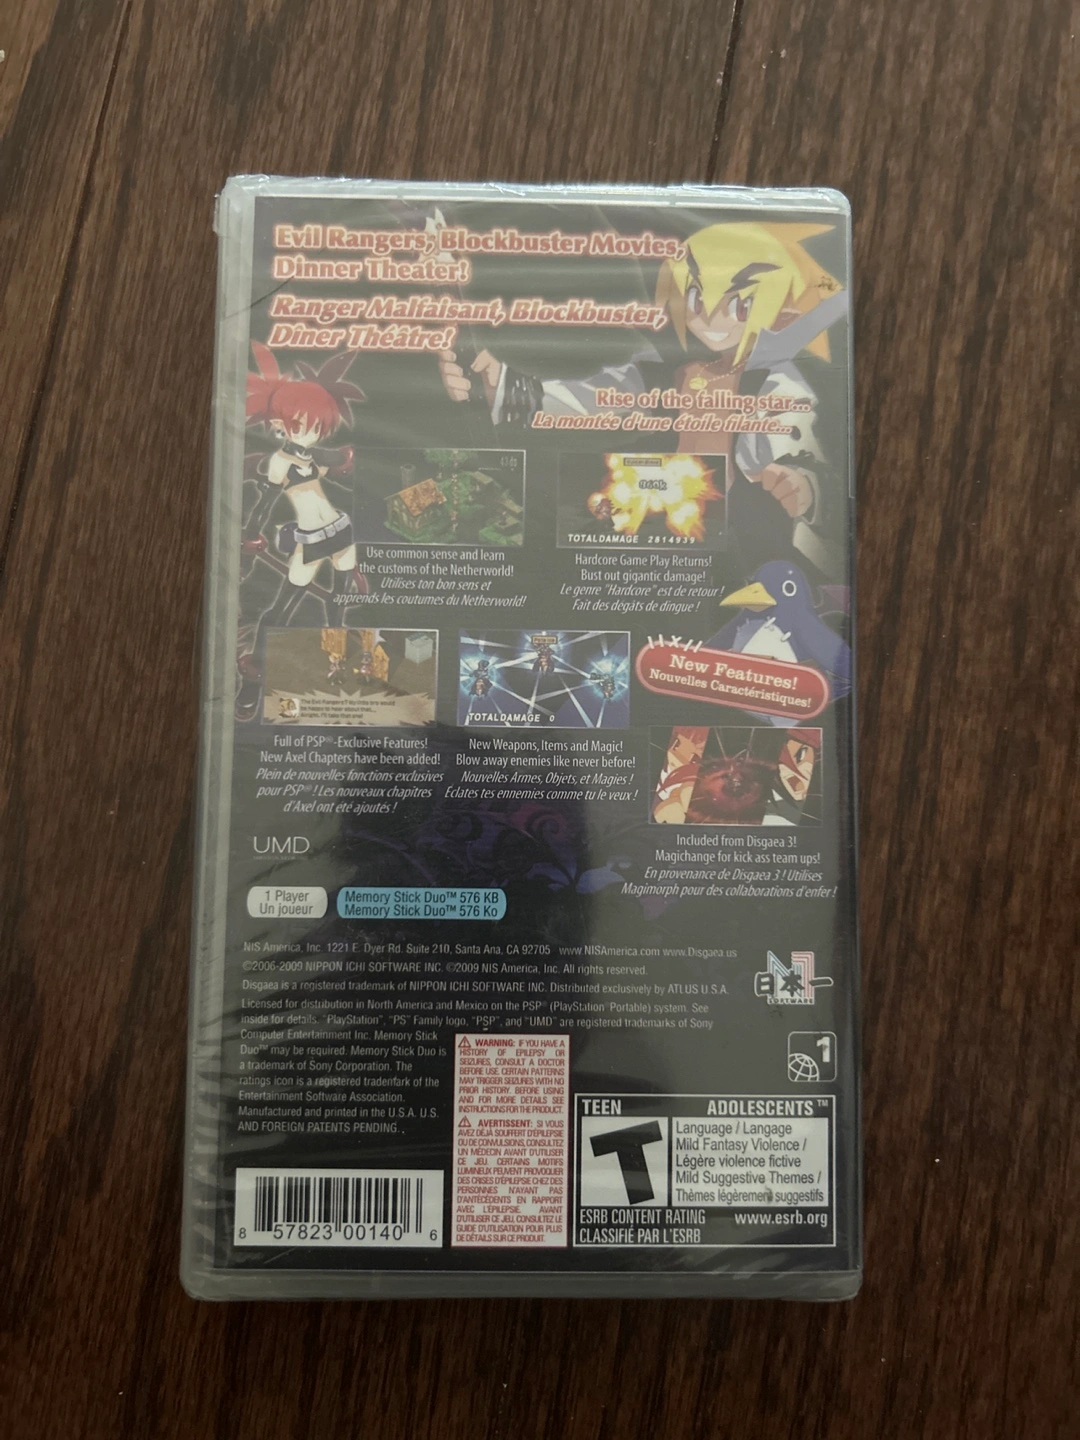 Evil Rangers, Blockbuster Movies,
Dinner Theater!
Ranger Malfaisant, Blockbuster,
Dîner Théâtre!
Rise of the falling star...
La montée d'une étoile filante...
TOTALDAMAGE 2814939
Use common sense and learn
the customs of the Netherworld!
Utilises ton bon sens et
apprends les coutumes du Netherworld!
Hardcore Game Play Returns!
Bust out gigantic damage!
Le genre "Hardcore" est de retour !
Fait des dégâts de dingue !
TOTALDAMAGE 0
New Features!
Nouvelles Caractéristiques!
Full of PSP®-Exclusive Features!
New Axel Chapters have been added!
Plein de nouvelles fonctions exclusives
pour PSP® ! Les nouveaux chapitres
d'Axel ont été ajoutés !
New Weapons, Items and Magic!
Blow away enemies like never before!
Nouvelles Armes, Objets, et Magies !
Éclates tes ennemies comme tu le veux !
Included from Disgaea 3!
Magichange for kick ass team ups!
En provenance de Disgaea 3 ! Utilises
Magimorph pour des collaborations d'enfer !
UMD
1 Player
Un joueur
Memory Stick Duo™ 576 KB
Memory Stick Duo™ 576 Ko
NIS America, Inc. 1221 E. Dyer Rd. Suite 210, Santa Ana, CA 92705 www.NISAmerica.com www.Disgaea.us
©2006-2009 NIPPON ICHI SOFTWARE INC. ©2009 NIS America, Inc. All rights reserved.
Disgaea is a registered trademark of NIPPON ICHI SOFTWARE INC. Distributed exclusively by ATLUS U.S.A.
Licensed for distribution in North America and Mexico on the PSP® (PlayStation Portable) system. See
inside for details. "PlayStation", "PS" Family logo, "PSP", and "UMD" are registered trademarks of Sony
Computer Entertainment Inc. Memory Stick
Duo™ may be required. Memory Stick Duo is
a trademark of Sony Corporation. The
ratings icon is a registered trademark of the
Entertainment Software Association.
Manufactured and printed in the U.S.A. U.S.
AND FOREIGN PATENTS PENDING.
日本一
SOFTWARE
1
WARNING: IF YOU HAVE A
HISTORY OF EPILEPSY OR
SEIZURES, CONSULT A DOCTOR
BEFORE USE. CERTAIN PATTERNS
MAY TRIGGER SEIZURES WITH NO
PRIOR HISTORY. BEFORE USING
AND FOR MORE DETAILS SEE
INSTRUCTIONS FOR THE PRODUCT.
AVERTISSEMENT: SI VOUS
AVEZ DÉJÀ SOUFFERT D'ÉPILEPSIE
OU DE CONVULSIONS, CONSULTEZ
UN MÉDECIN AVANT D'UTILISER
CE JEU. CERTAINS MOTIFS
LUMINEUX PEUVENT PROVOQUER
DES CRISES D'ÉPILEPSIE CHEZ DES
PERSONNES N'AYANT PAS
D'ANTÉCÉDENTS EN RAPPORT
AVEC L'ÉPILEPSIE. AVANT
D'UTILISER CE JEU, CONSULTEZ LE
GUIDE D'UTILISATION POUR PLUS
DE DÉTAILS SUR CE PRODUIT.
TEEN ADOLESCENTS ™
T
Language / Langage
Mild Fantasy Violence /
Légère violence fictive
Mild Suggestive Themes /
Thèmes légèrement suggestifs
ESRB CONTENT RATING www.esrb.org
CLASSIFIÉ PAR L'ESRB
8 57823 00140 6